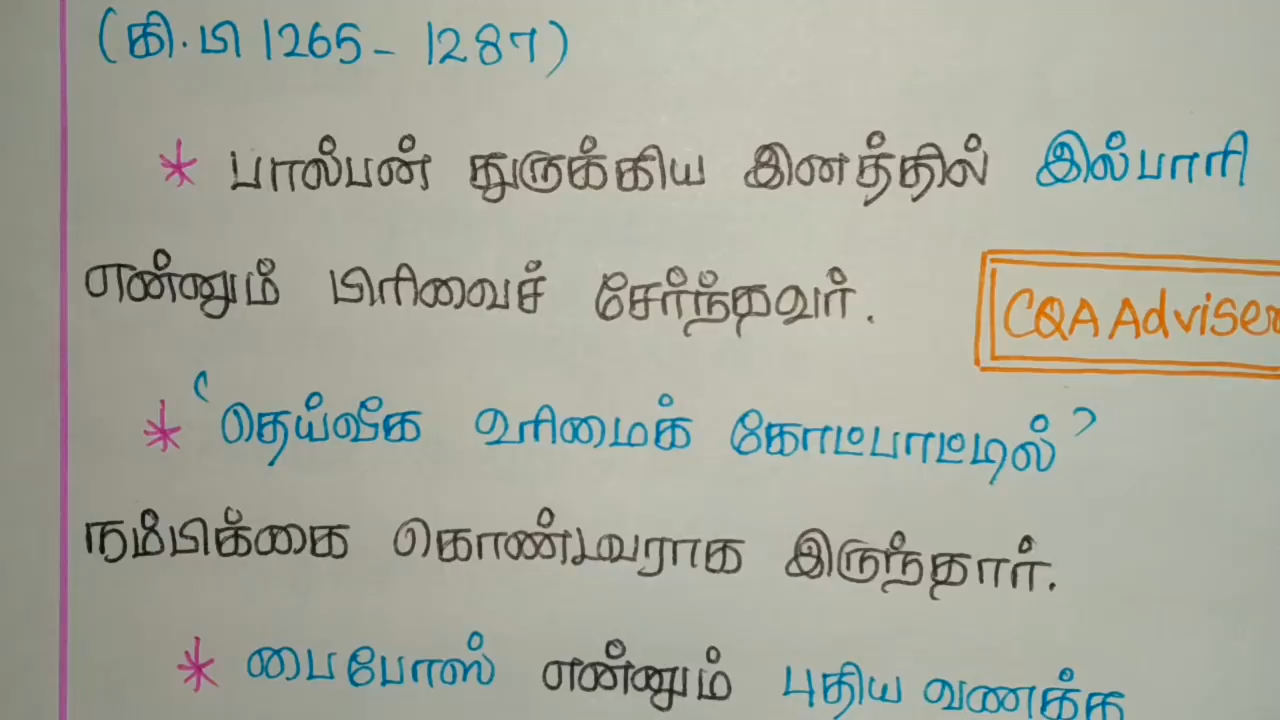 (கி.பி 1265 - 1287)
* பால்பன் துருக்கிய இனத்தில் இல்பாரி
என்னும் பிரிவைச் சேர்ந்தவர்.
CQA Adviser
* 'தெய்வீக உரிமைக் கோட்பாட்டில்'
நம்பிக்கை கொண்டவராக இருந்தார்.
* பைபோஸ் என்னும் புதிய வணக்க